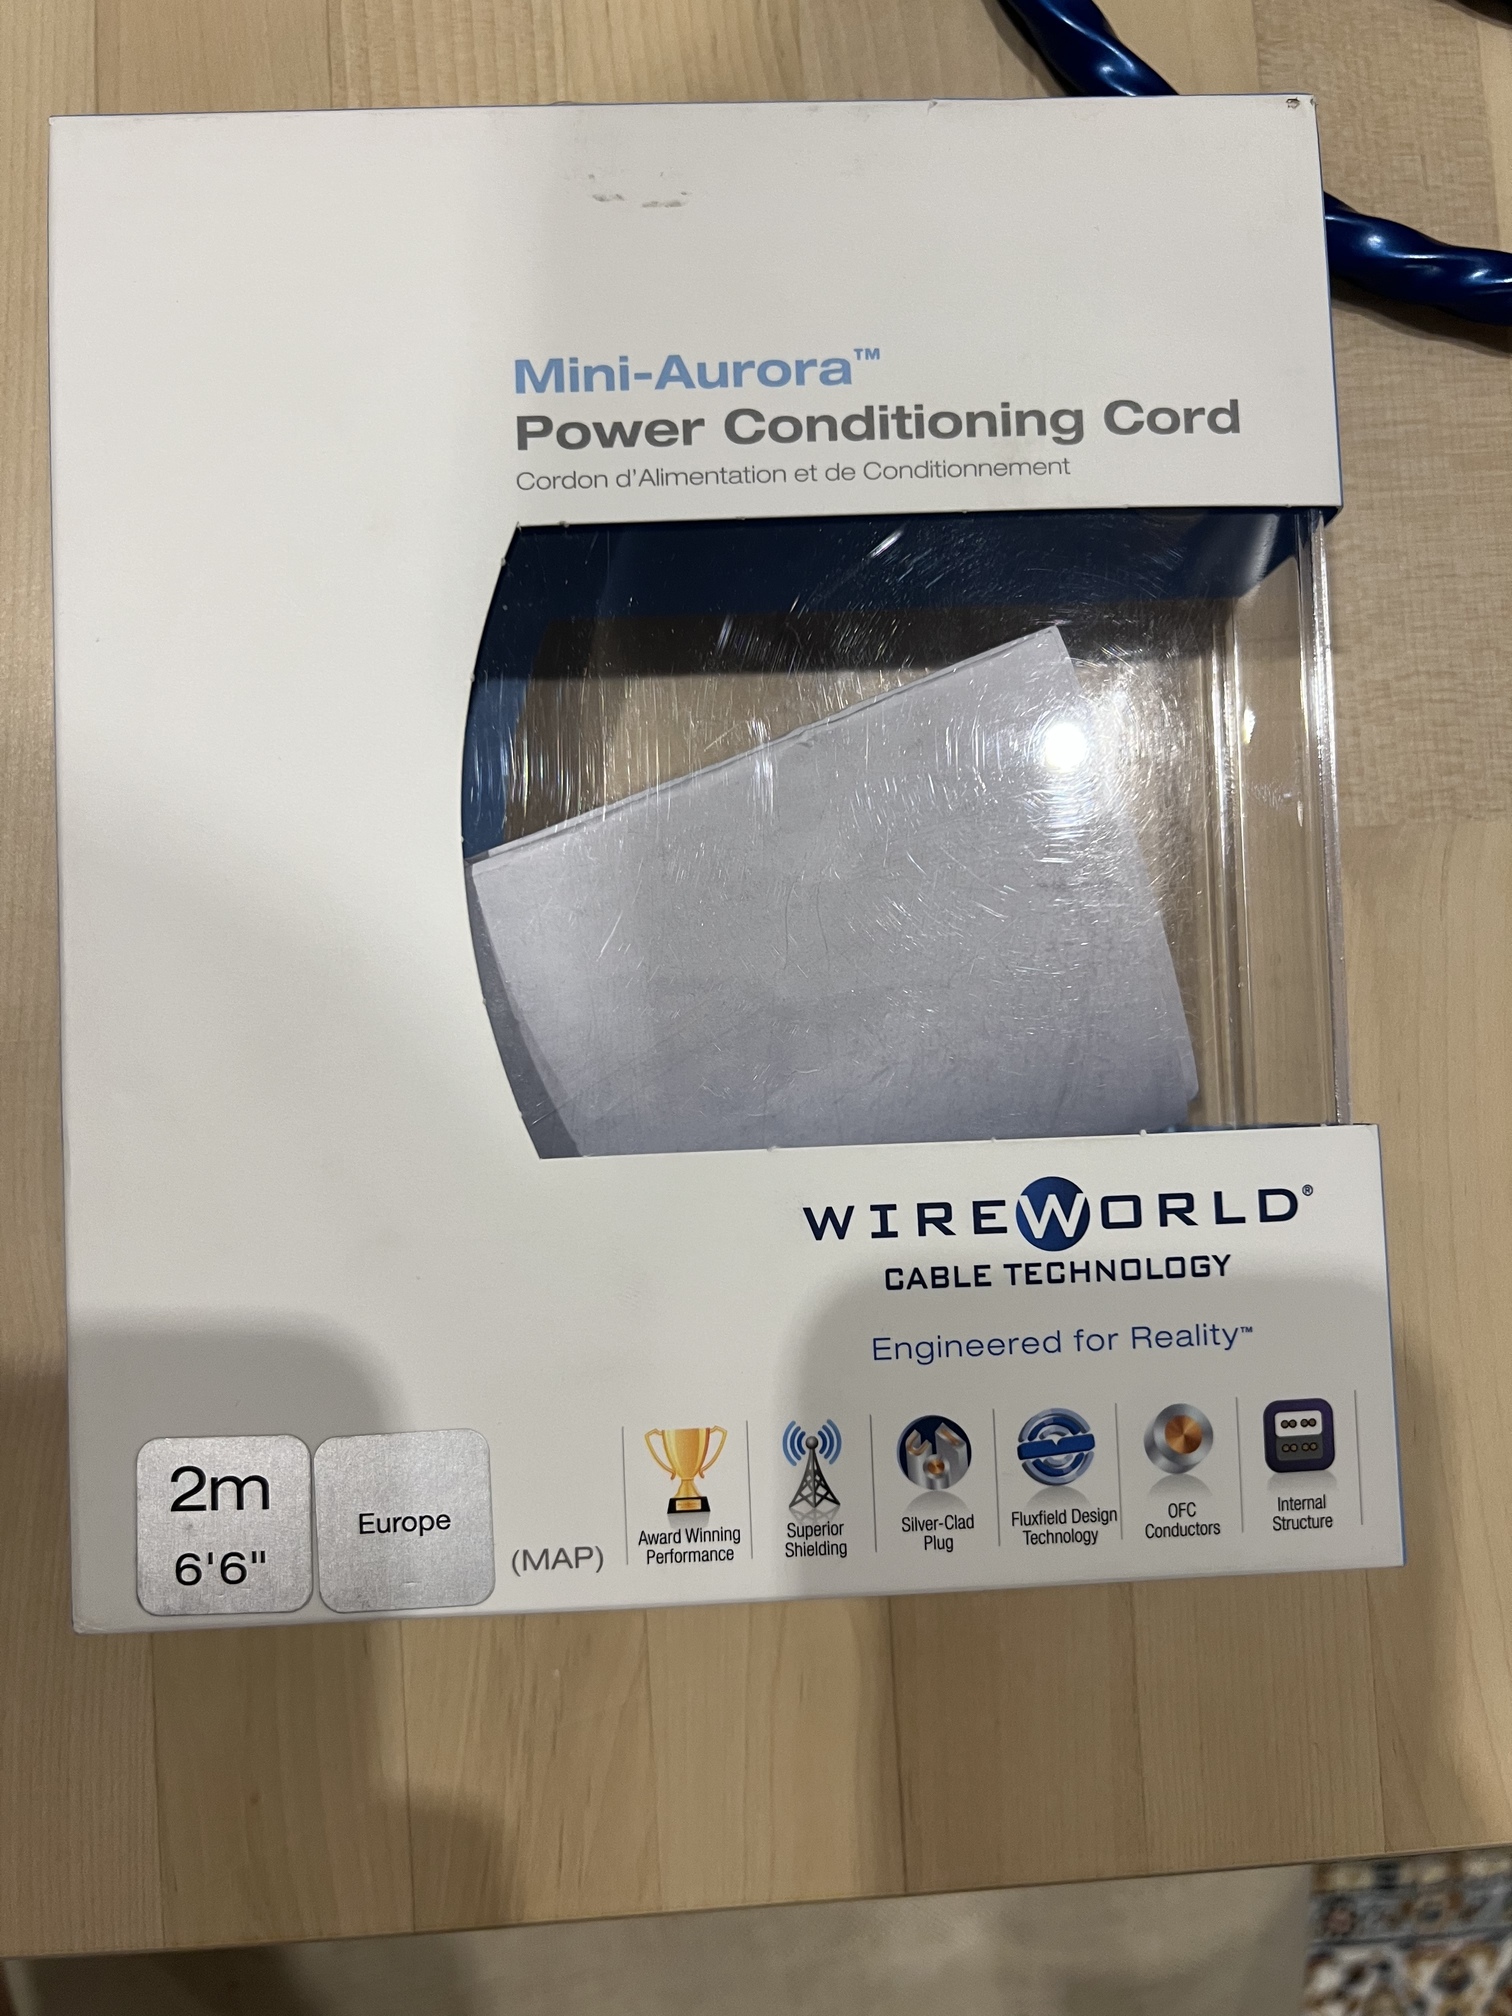 Mini-Aurora™
Power Conditioning Cord
Cordon d'Alimentation et de Conditionnement
WIREWORLD®
CABLE TECHNOLOGY
Engineered for Reality™
2m
6'6"
Europe
(MAP)
Award Winning
Performance
Superior
Shielding
Silver-Clad
Plug
Fluxfield Design
Technology
OFC
Conductors
Internal
Structure